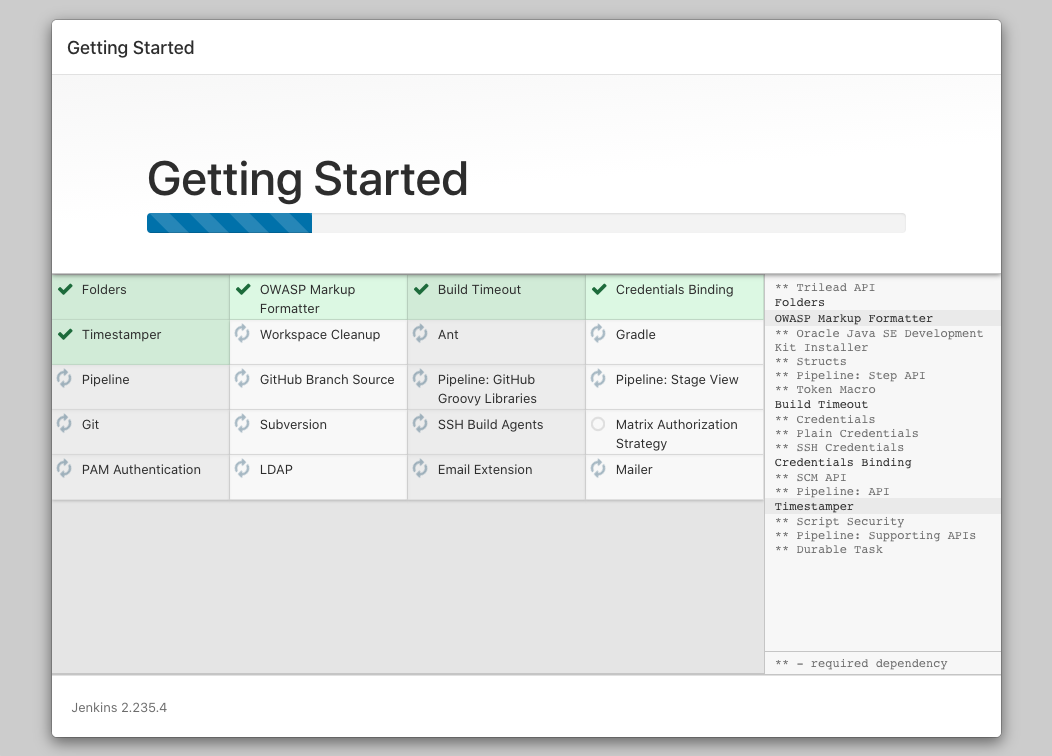 Getting Started
Getting Started
Folders
OWASP Markup
Formatter
Build Timeout
Credentials Binding
Timestamper
Workspace Cleanup
Ant
Gradle
Pipeline
GitHub Branch Source
Pipeline: GitHub
Groovy Libraries
Pipeline: Stage View
Git
Subversion
SSH Build Agents
Matrix Authorization
Strategy
PAM Authentication
LDAP
Email Extension
Mailer
** Trilead API
Folders
OWASP Markup Formatter
** Oracle Java SE Development
Kit Installer
** Structs
** Pipeline: Step API
** Token Macro
Build Timeout
** Credentials
** Plain Credentials
** SSH Credentials
Credentials Binding
** SCM API
** Pipeline: API
Timestamper
** Script Security
** Pipeline: Supporting APIs
** Durable Task
** - required dependency
Jenkins 2.235.4